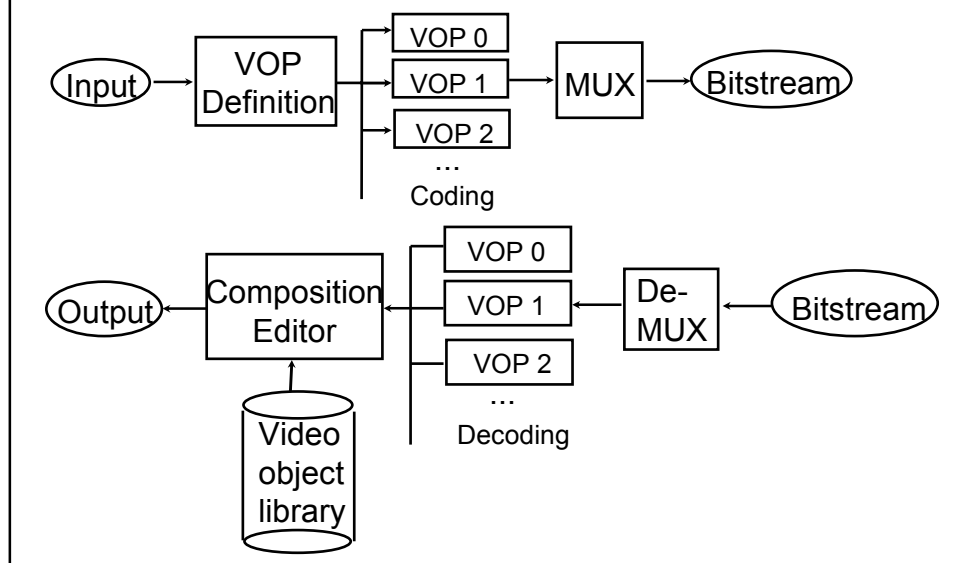 Input
VOP
Definition
VOP 0
VOP 1
VOP 2
...
Coding
MUX
Bitstream
Output
Composition
Editor
Video
object
library
VOP 0
VOP 1
VOP 2
...
Decoding
De-
MUX
Bitstream